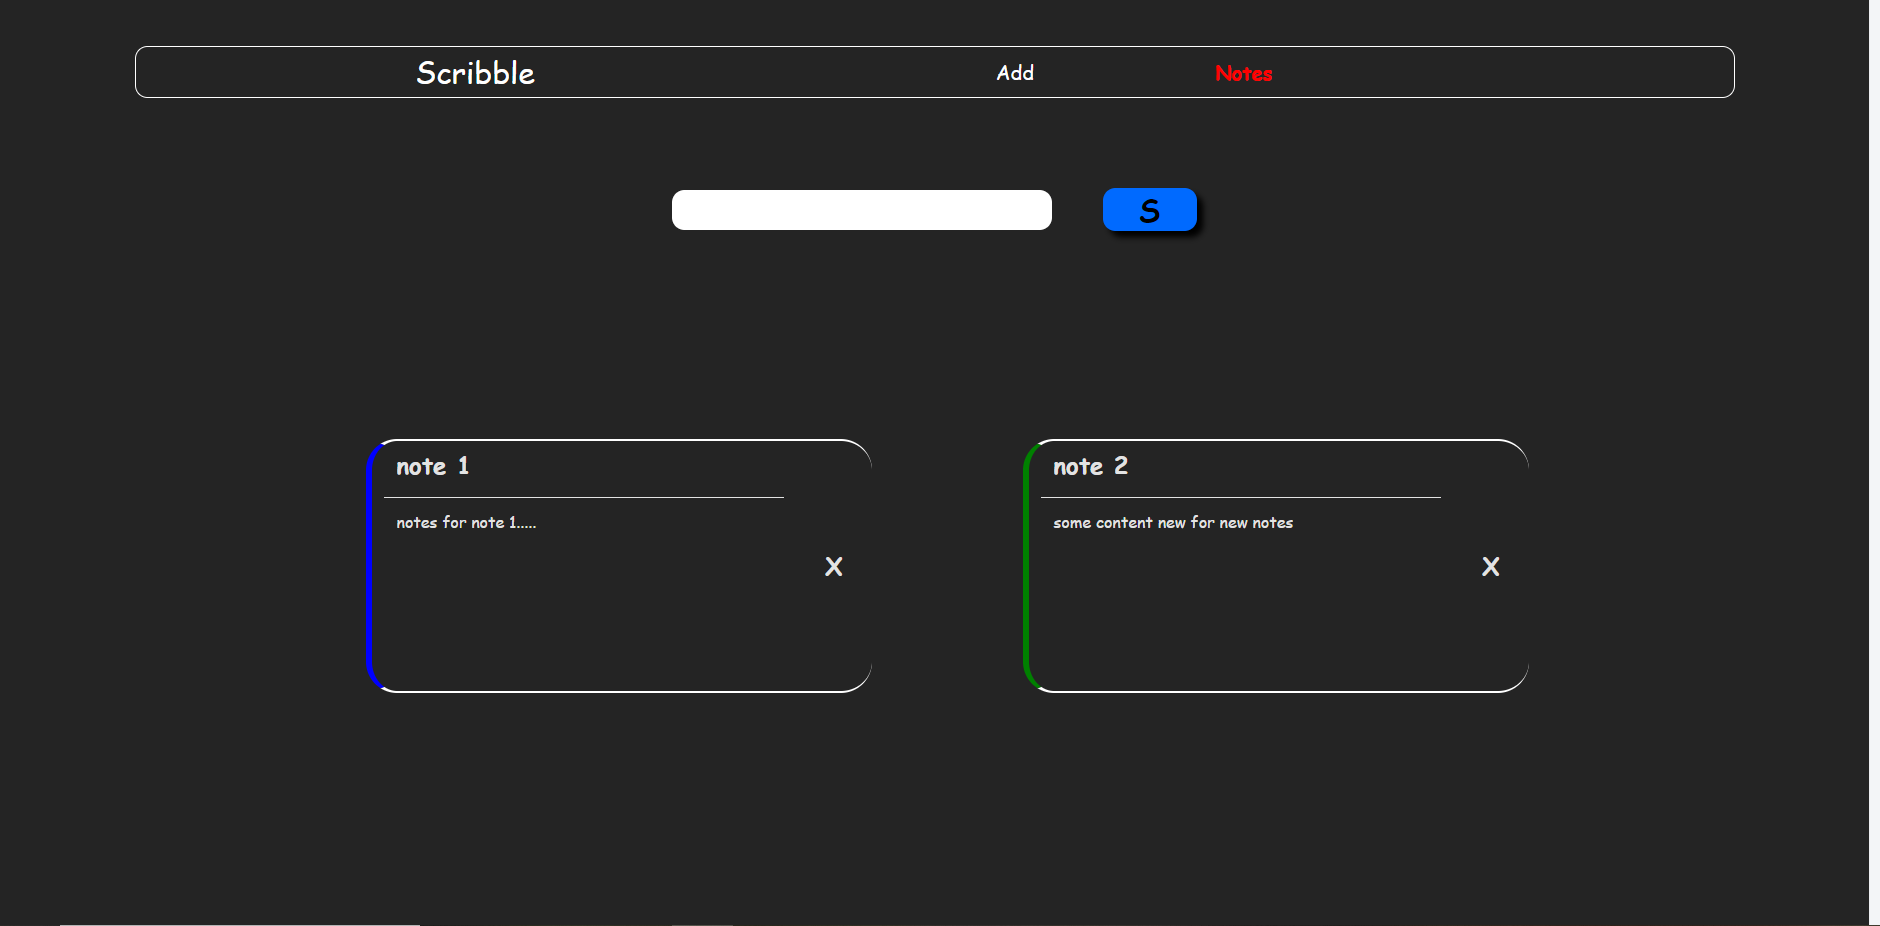 Scribble Add Notes
S
note 1
notes for note 1.....
X
note 2
some content new for new notes
X